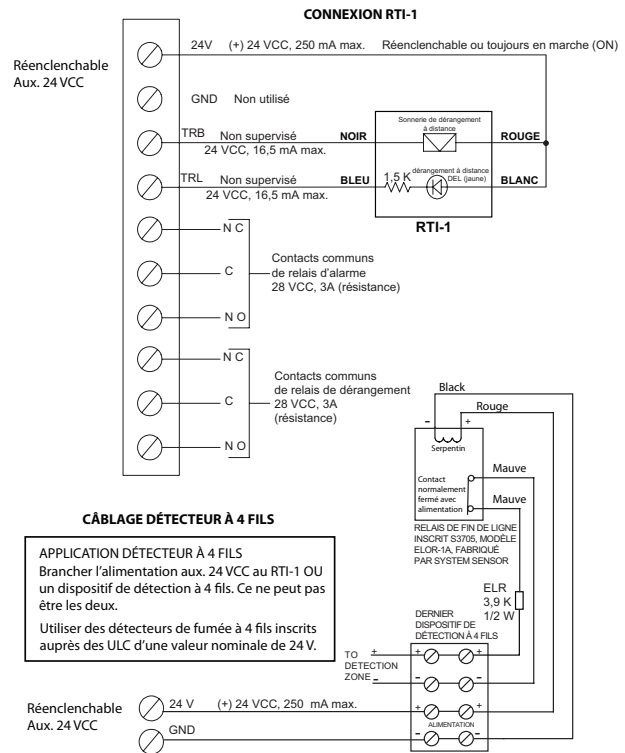 CONNEXION RTI-1
Réenclenchable
Aux. 24 VCC
24V (+) 24 VCC, 250 mA max. Réenclenchable ou toujours en marche (ON)
GND Non utilisé
TRB Non supervisé
24 VCC, 16,5 mA max.
NOIR
Sonnerie de dérangement
à distance
ROUGE
TRL Non supervisé
24 VCC, 16,5 mA max.
BLEU
1,5 K
dérangement à distance
DEL (jaune)
BLANC
RTI-1
N C
C
N O
Contacts communs
de relais d'alarme
28 VCC, 3A (résistance)
N C
C
N O
Contacts communs
de relais de dérangement
28 VCC, 3A
(résistance)
Black
Rouge
- +
Serpentin
Contact
normalement
fermé avec
alimentation
Mauve
Mauve
RELAIS DE FIN DE LIGNE
INSCRIT S3705, MODÈLE
ELOR-1A, FABRIQUÉ
PAR SYSTEM SENSOR
CÂBLAGE DÉTECTEUR À 4 FILS
APPLICATION DÉTECTEUR À 4 FILS
Brancher l'alimentation aux. 24 VCC au RTI-1 OU
un dispositif de détection à 4 fils. Ce ne peut pas
être les deux.
Utiliser des détecteurs de fumée à 4 fils inscrits
auprès des ULC d'une valeur nominale de 24 V.
ELR
3,9 K
1/2 W
DERNIER
DISPOSITIF DE
DÉTECTION À 4 FILS
TO +
DETECTION
ZONE -
+ +
- -
+ +
ALIMENTATION
- -
Réenclenchable
Aux. 24 VCC
24 V (+) 24 VCC, 250 mA max.
GND